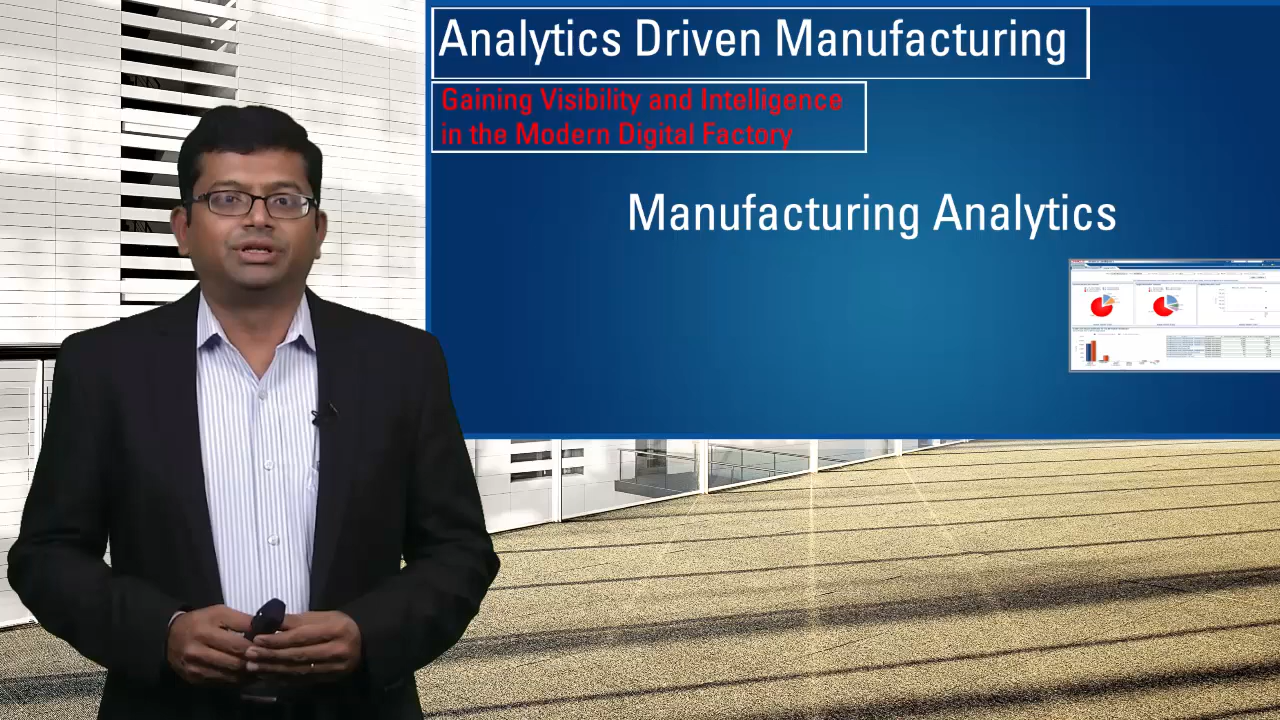 Analytics Driven Manufacturing
Gaining Visibility and Intelligence
in the Modern Digital Factory
Manufacturing Analytics